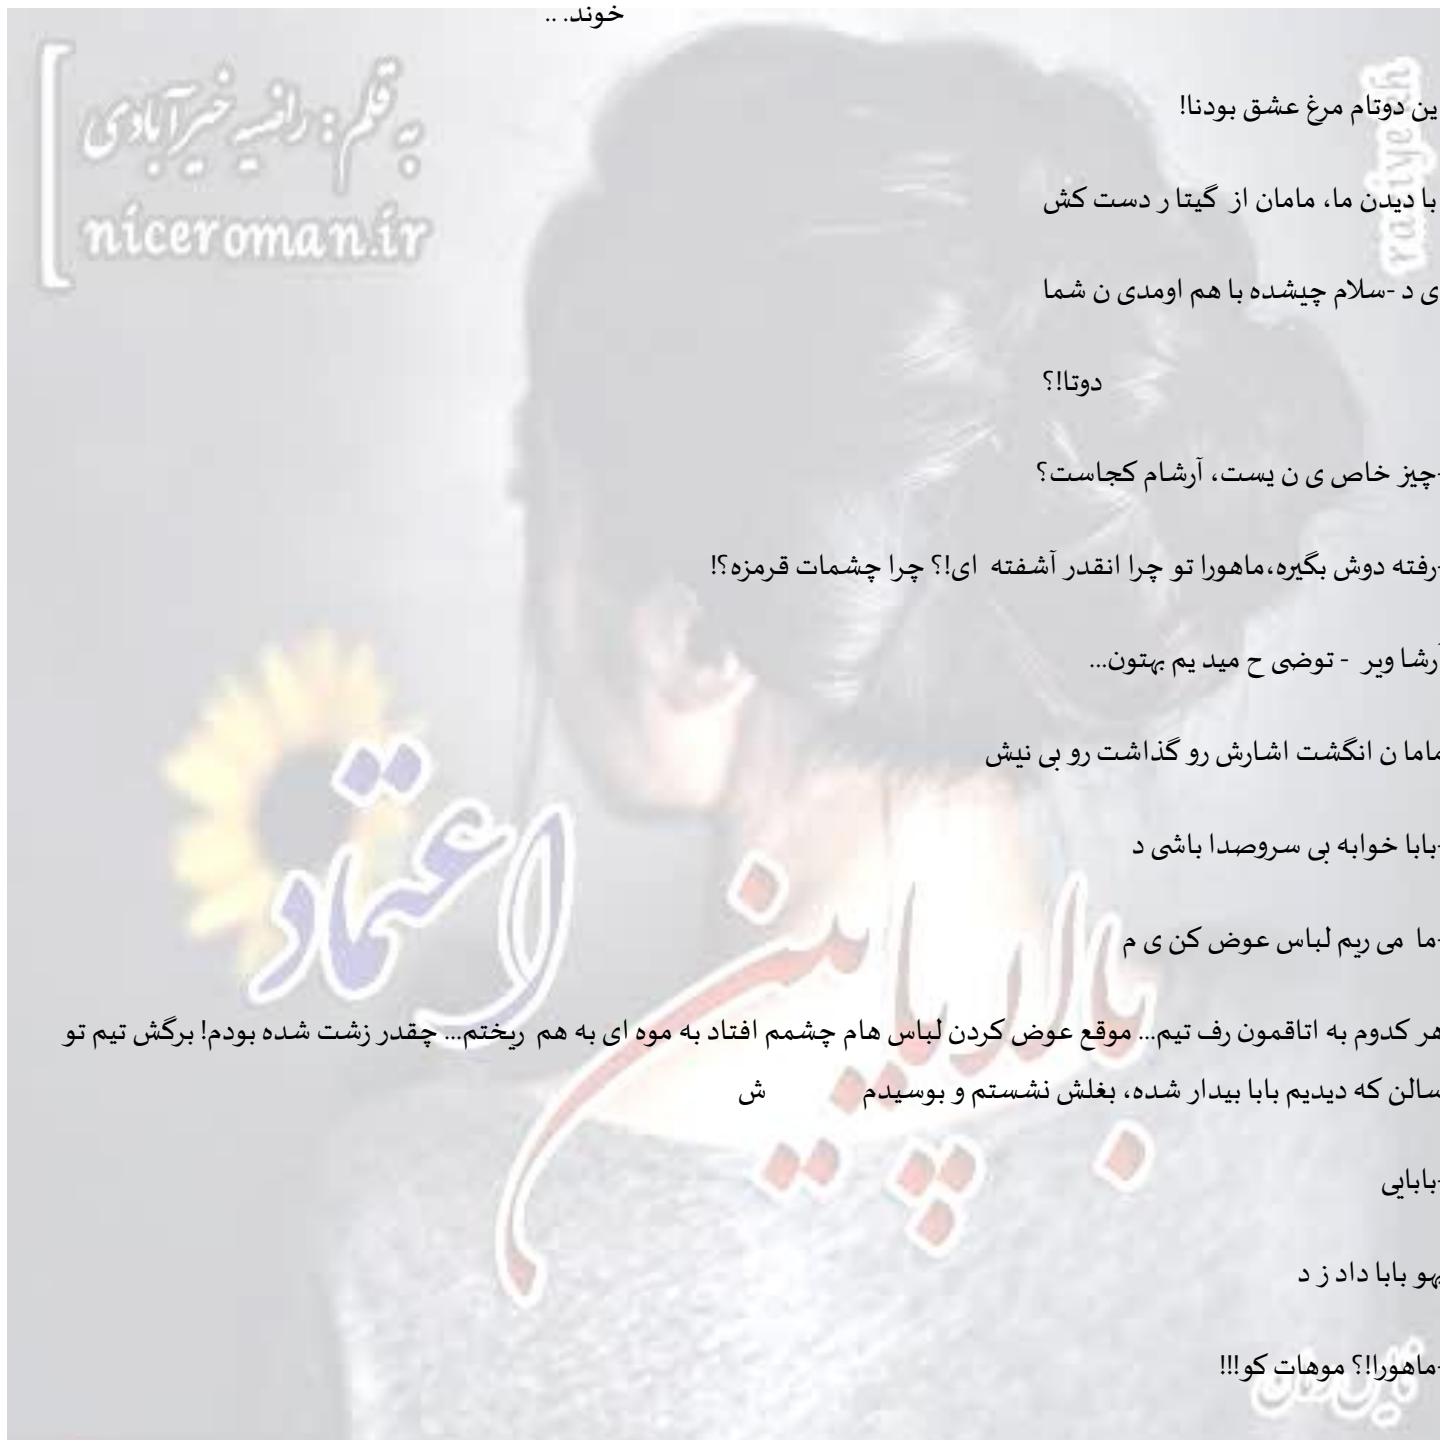 خوند. ..
ین دوتام مرغ عشق بودنا!
با دیدن ما، مامان از گیتا ر دست کش
ی د -سلام چیشده با هم اومدی ن شما
دوتا!؟
-چیز خاص ی ن یست، آرشام کجاست؟
-رفته دوش بگیره،ماهورا تو چرا انقدر آشفته ای!؟ چرا چشمات قرمزه؟!
آرشا ویر - توضی ح مید یم بهتون...
ماما ن انگشت اشارش رو گذاشت رو بی نیش
-بابا خوابه بی سروصدا باشی د
-ما می ریم لباس عوض کن ی م
هر کدوم به اتاقمون رف تیم... موقع عوض کردن لباس هام چشمم افتاد به موه ای به هم ریختم... چقدر زشت شده بودم! برگش تیم تو
سالن که دیدیم بابا بیدار شده، بغلش نشستم و بوسیدم ش
-بابایی
یهو بابا داد ز د
-ماهورا!؟ موهات کو!!!
به قلم : راضیه خیرآبادی
niceroman.ir
raziyeh
اعتماد
بالا پایین